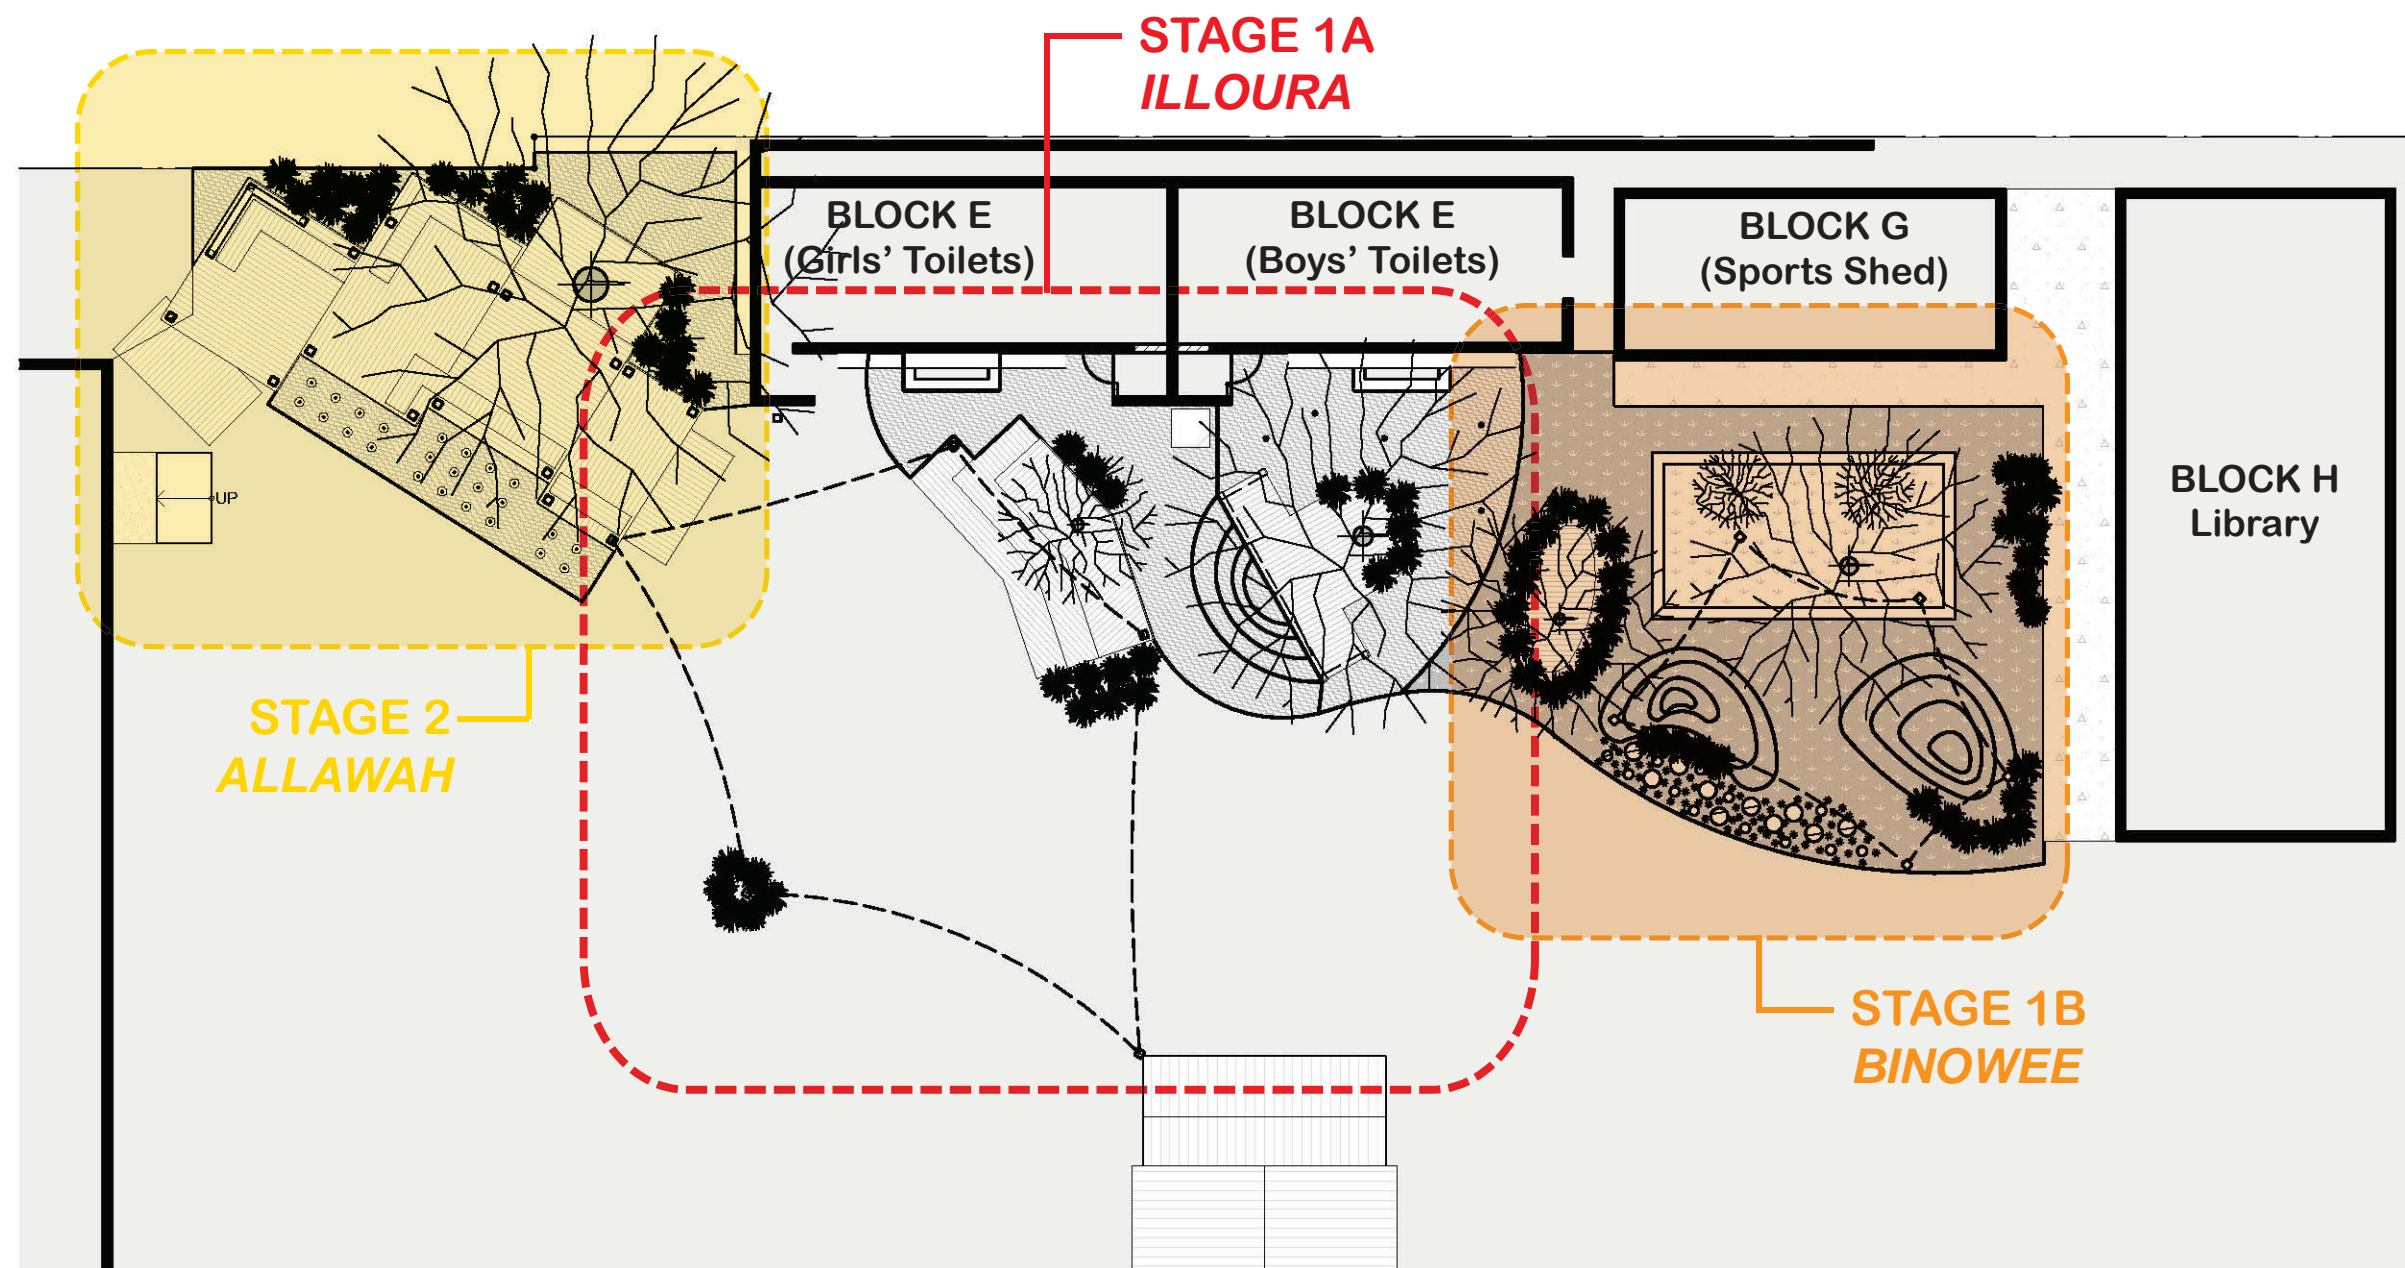 STAGE 1A
ILLOURA
BLOCK E
(Girls' Toilets)
BLOCK E
(Boys' Toilets)
BLOCK G
(Sports Shed)
BLOCK H
Library
UP
STAGE 2
ALLAWAH
STAGE 1B
BINOWEE